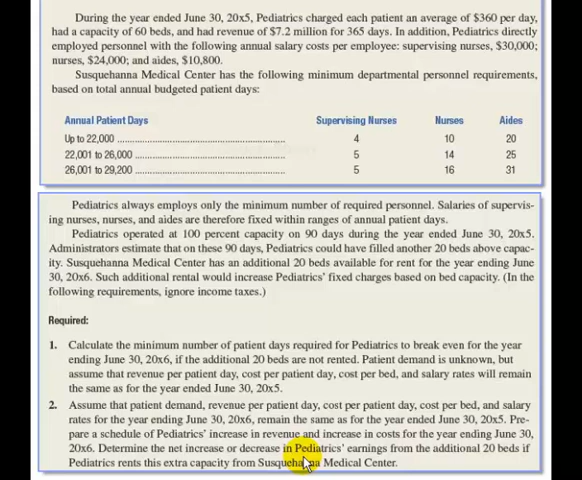 During the year ended June 30, 20x5, Pediatrics charged each patient an average of $360 per day,
had a capacity of 60 beds, and had revenue of $7.2 million for 365 days. In addition, Pediatrics directly
employed personnel with the following annual salary costs per employee: supervising nurses, $30,000;
nurses, $24,000; and aides, $10,800.
Susquehanna Medical Center has the following minimum departmental personnel requirements,
based on total annual budgeted patient days:
Annual Patient Days Supervising Nurses Nurses Aides
Up to 22,000 4 10 20
22,001 to 26,000 5 14 25
26,001 to 29,200 5 16 31
Pediatrics always employs only the minimum number of required personnel. Salaries of supervis-
ing nurses, nurses, and aides are therefore fixed within ranges of annual patient days.
Pediatrics operated at 100 percent capacity on 90 days during the year ended June 30, 20x5.
Administrators estimate that on these 90 days, Pediatrics could have filled another 20 beds above capac-
ity. Susquehanna Medical Center has an additional 20 beds available for rent for the year ending June
30, 20x6. Such additional rental would increase Pediatrics' fixed charges based on bed capacity. (In the
following requirements, ignore income taxes.)
Required:
1. Calculate the minimum number of patient days required for Pediatrics to break even for the year
ending June 30, 20x6, if the additional 20 beds are not rented. Patient demand is unknown, but
assume that revenue per patient day, cost per patient day, cost per bed, and salary rates will remain
the same as for the year ended June 30, 20x5.
2. Assume that patient demand, revenue per patient day, cost per patient day, cost per bed, and salary
rates for the year ending June 30, 20x6, remain the same as for the year ended June 30, 20x5. Pre-
pare a schedule of Pediatrics' increase in revenue and increase in costs for the year ending June 30,
20x6. Determine the net increase or decrease in Pediatrics' earnings from the additional 20 beds if
Pediatrics rents this extra capacity from Susquehanna Medical Center.